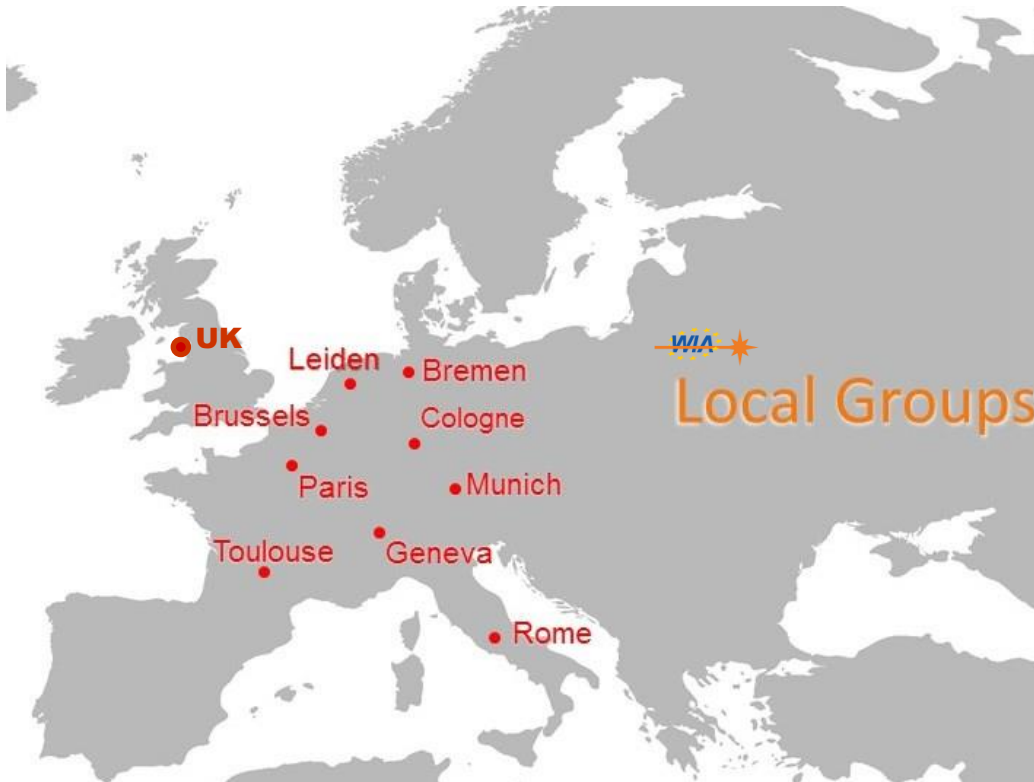 UK
WIA
Leiden
Bremen
Local Groups
Brussels
Cologne
Paris
Munich
Toulouse
Geneva
Rome